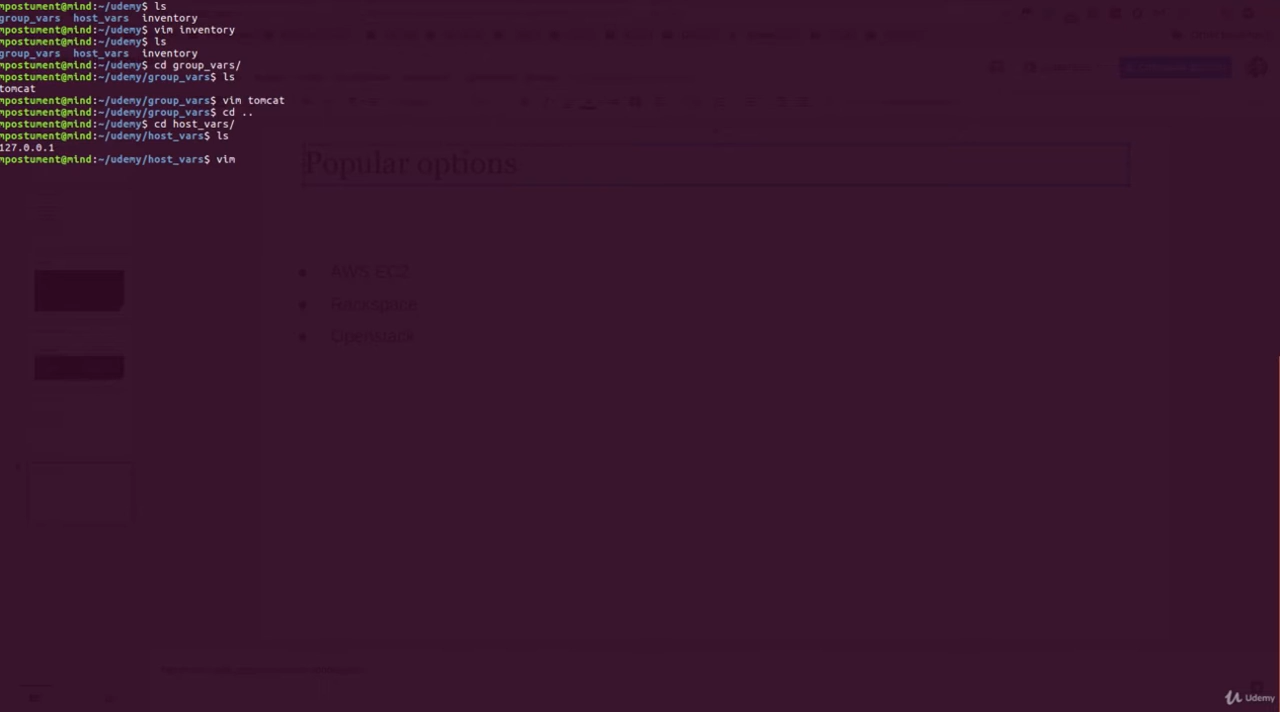 mpostument@mind:~/udemy$ ls
group_vars  host_vars  inventory
mpostument@mind:~/udemy$ vim inventory
mpostument@mind:~/udemy$ ls
group_vars  host_vars  inventory
mpostument@mind:~/udemy$ cd group_vars/
mpostument@mind:~/udemy/group_vars$ ls
tomcat
mpostument@mind:~/udemy/group_vars$ vim tomcat
mpostument@mind:~/udemy/group_vars$ cd ..
mpostument@mind:~/udemy$ cd host_vars/
mpostument@mind:~/udemy/host_vars$ ls
127.0.0.1
mpostument@mind:~/udemy/host_vars$ vim
Popular options
● AWS EC2
● Rackspace
● Openstack
Udemy